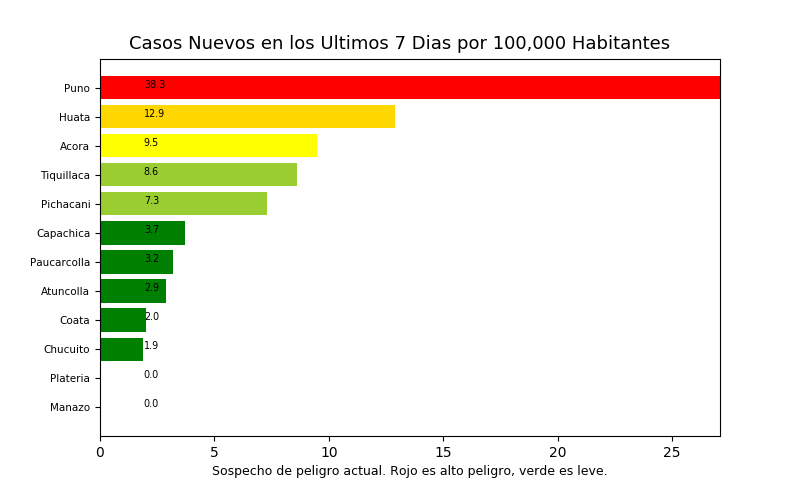 Casos Nuevos en los Ultimos 7 Dias por 100,000 Habitantes
Puno 38.3
Huata 12.9
Acora 9.5
Tiquillaca 8.6
Pichacani 7.3
Capachica 3.7
Paucarcolla 3.2
Atuncolla 2.9
Coata 2.0
Chucuito 1.9
Plateria 0.0
Manazo 0.0
0 5 10 15 20 25
Sospecho de peligro actual. Rojo es alto peligro, verde es leve.